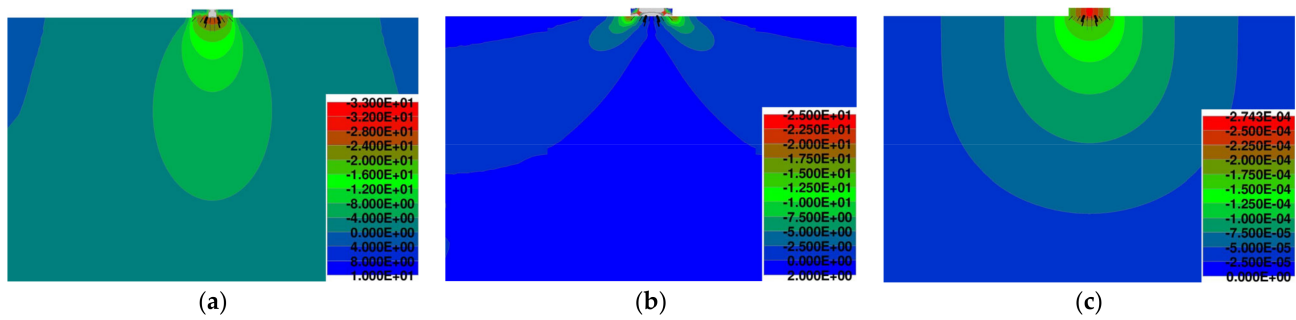 -3.300E+01
-3.200E+01
-2.800E+01
-2.400E+01
-2.000E+01
-1.600E+01
-1.200E+01
-8.000E+00
-4.000E+00
0.000E+00
4.000E+00
8.000E+00
1.000E+01
-2.500E+01
-2.250E+01
-2.000E+01
-1.750E+01
-1.500E+01
-1.250E+01
-1.000E+01
-7.500E+00
-5.000E+00
-2.500E+00
0.000E+00
2.000E+00
-2.743E-04
-2.500E-04
-2.250E-04
-2.000E-04
-1.750E-04
-1.500E-04
-1.250E-04
-1.000E-04
-7.500E-05
-5.000E-05
-2.500E-05
0.000E+00
(a)
(b)
(c)